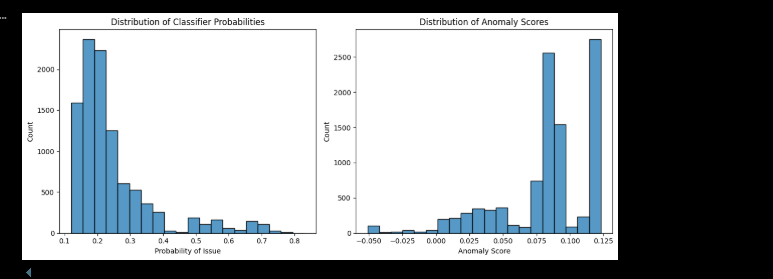 ...
Distribution of Classifier Probabilities
Distribution of Anomaly Scores
2000
1500
1000
500
0
Count
0.1 0.2 0.3 0.4 0.5 0.6 0.7 0.8
Probability of Issue
2500
2000
1500
1000
500
0
Count
−0.050 −0.025 0.000 0.025 0.050 0.075 0.100 0.125
Anomaly Score